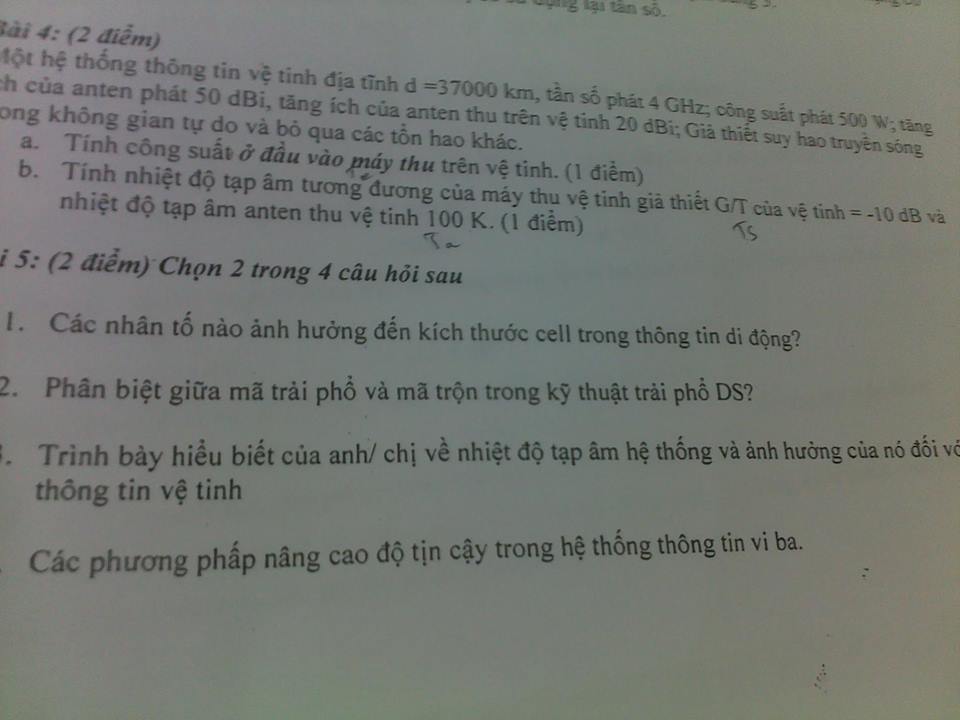 dụng lại tần số.
Bài 4: (2 điểm)
Một hệ thống thông tin vệ tinh địa tĩnh d =37000 km, tần số phát 4 GHz; công suất phát 500 W; tăng
ch của anten phát 50 dBi, tăng ích của anten thu trên vệ tinh 20 dBi; Giả thiết suy hao truyền sóng
ong không gian tự do và bỏ qua các tổn hao khác.
a. Tính công suất ở đầu vào máy thu trên vệ tinh. (1 điểm)
b. Tính nhiệt độ tạp âm tương đương của máy thu vệ tinh giả thiết G/T của vệ tinh = -10 dB và
nhiệt độ tạp âm anten thu vệ tinh 100 K. (1 điểm)
Ta Ts
i 5: (2 điểm) Chọn 2 trong 4 câu hỏi sau
1. Các nhân tố nào ảnh hưởng đến kích thước cell trong thông tin di động?
2. Phân biệt giữa mã trải phổ và mã trộn trong kỹ thuật trải phổ DS?
3. Trình bày hiểu biết của anh/ chị về nhiệt độ tạp âm hệ thống và ảnh hưởng của nó đối vớ
thông tin vệ tinh
Các phương phấp nâng cao độ tịn cậy trong hệ thống thông tin vi ba.